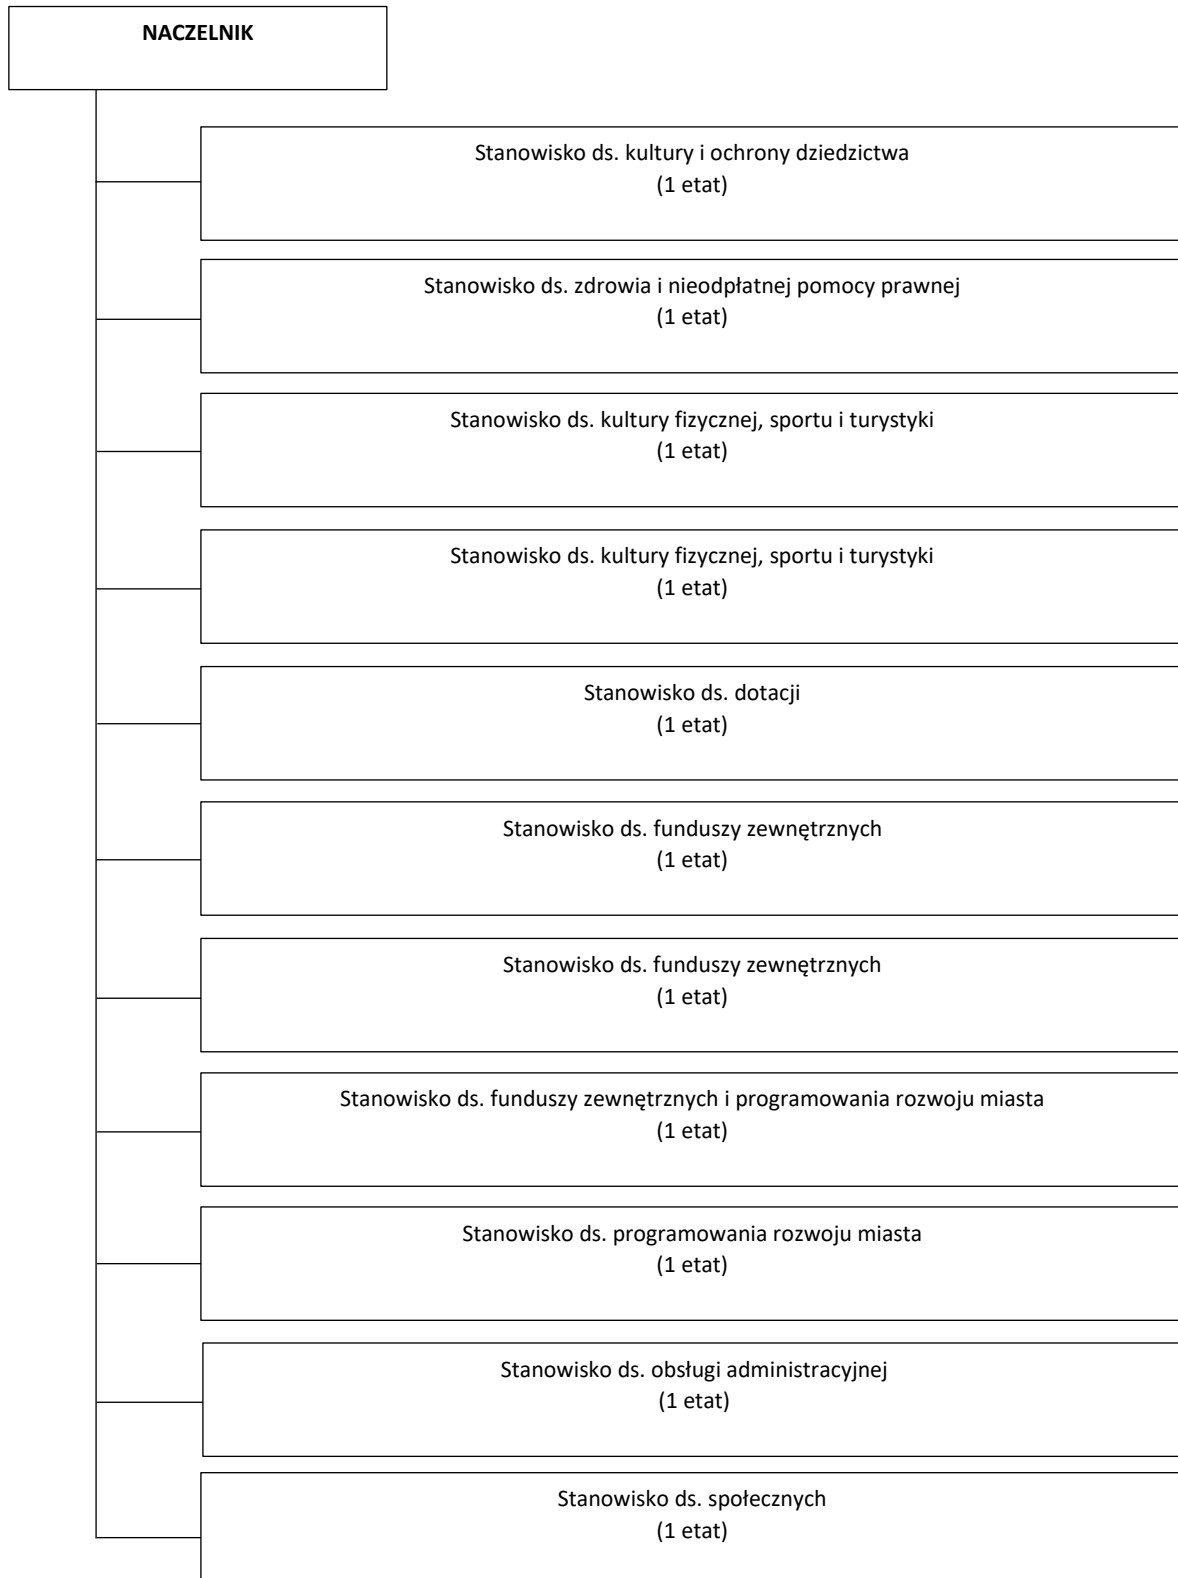 NACZELNIK
Stanowisko ds. kultury i ochrony dziedzictwa
(1 etat)
Stanowisko ds. zdrowia i nieodpłatnej pomocy prawnej
(1 etat)
Stanowisko ds. kultury fizycznej, sportu i turystyki
(1 etat)
Stanowisko ds. kultury fizycznej, sportu i turystyki
(1 etat)
Stanowisko ds. dotacji
(1 etat)
Stanowisko ds. funduszy zewnętrznych
(1 etat)
Stanowisko ds. funduszy zewnętrznych
(1 etat)
Stanowisko ds. funduszy zewnętrznych i programowania rozwoju miasta
(1 etat)
Stanowisko ds. programowania rozwoju miasta
(1 etat)
Stanowisko ds. obsługi administracyjnej
(1 etat)
Stanowisko ds. społecznych
(1 etat)